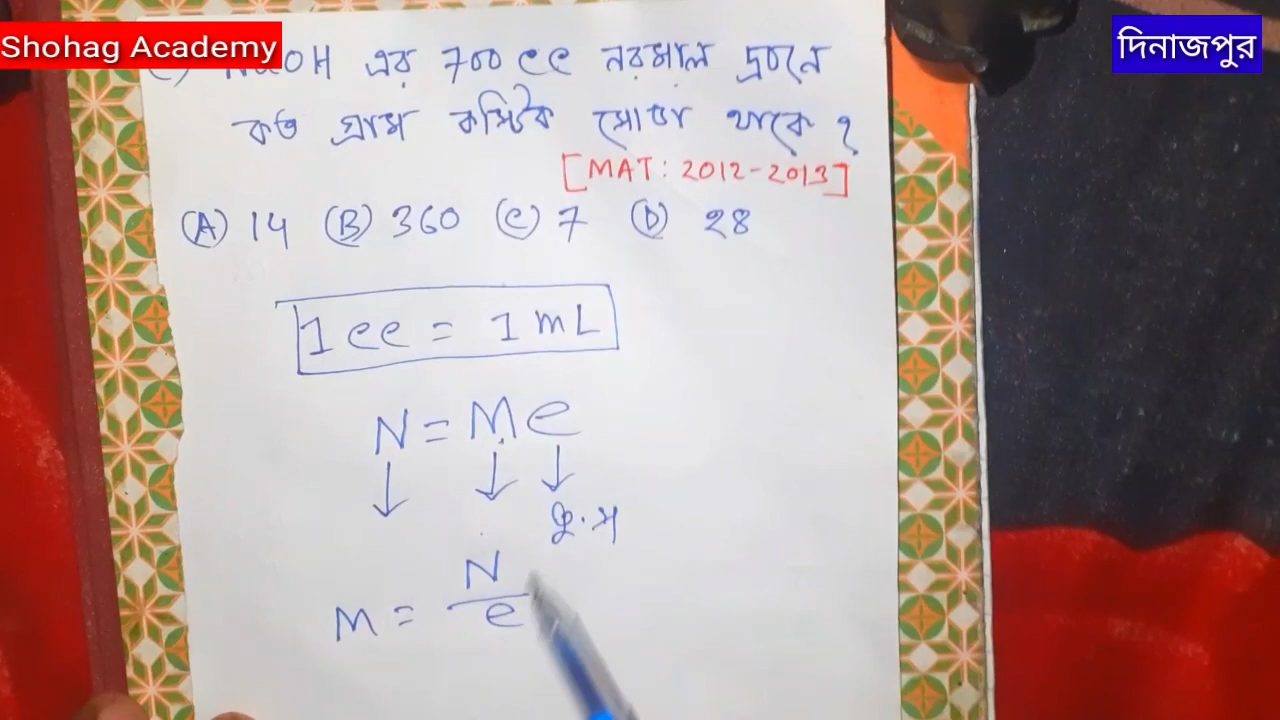 Shohag Academy
দিনাজপুর
NaOH এর 700 cc নরমাল দ্রবনে
কত গ্রাম কস্টিক সোডা থাকে ?
[MAT: 2012-2013]
(A) 14 (B) 360 (C) 7 (D) 28
1 cc = 1 mL
N = Me
তু.স
N
M = e